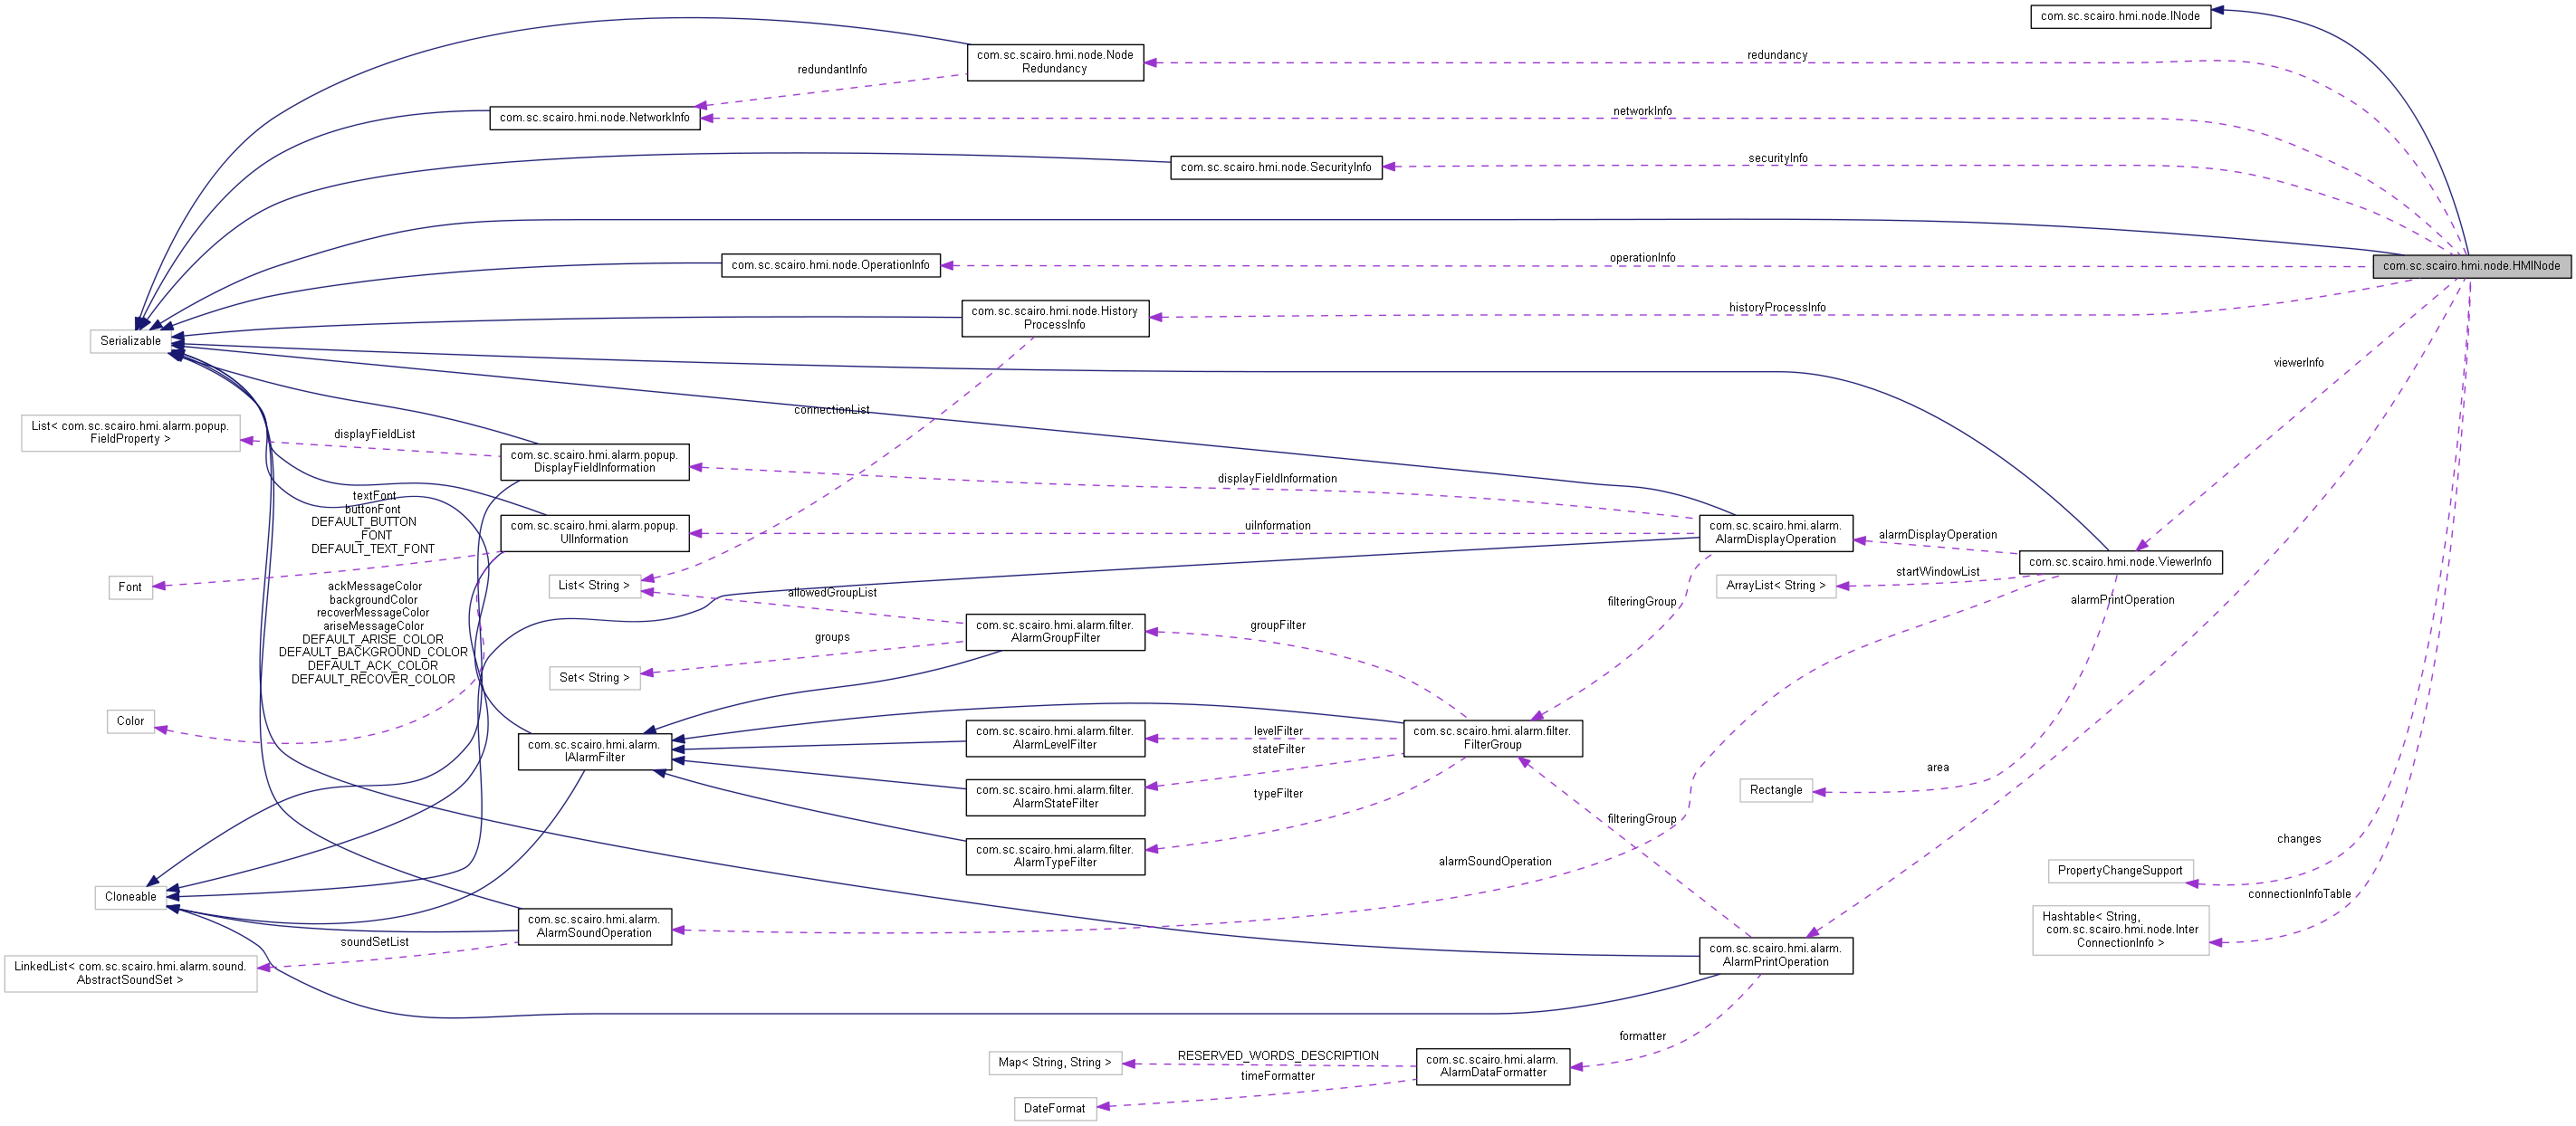 com.sc.scairo.hmi.node.INode
com.sc.scairo.hmi.node.Node
Redundancy
redundancy
redundantInfo
networkInfo
com.sc.scairo.hmi.node.NetworkInfo
securityInfo
com.sc.scairo.hmi.node.SecurityInfo
operationInfo
com.sc.scairo.hmi.node.OperationInfo
com.sc.scairo.hmi.node.HMINode
historyProcessInfo
com.sc.scairo.hmi.node.History
ProcessInfo
Serializable
viewerInfo
connectionList
List< com.sc.scairo.hmi.alarm.popup.
FieldProperty >
displayFieldList
com.sc.scairo.hmi.alarm.popup.
DisplayFieldInformation
displayFieldInformation
textFont
buttonFont
DEFAULT_BUTTON
_FONT
DEFAULT_TEXT_FONT
com.sc.scairo.hmi.alarm.popup.
UIInformation
uiInformation
com.sc.scairo.hmi.alarm.
AlarmDisplayOperation
alarmDisplayOperation
com.sc.scairo.hmi.node.ViewerInfo
Font
List< String >
startWindowList
ArrayList< String >
ackMessageColor
backgroundColor
recoverMessageColor
ariseMessageColor
DEFAULT_ARISE_COLOR
DEFAULT_BACKGROUND_COLOR
DEFAULT_ACK_COLOR
DEFAULT_RECOVER_COLOR
allowedGroupList
filteringGroup
alarmPrintOperation
com.sc.scairo.hmi.alarm.filter.
AlarmGroupFilter
groupFilter
groups
Set< String >
Color
com.sc.scairo.hmi.alarm.
IAlarmFilter
com.sc.scairo.hmi.alarm.filter.
AlarmLevelFilter
levelFilter
stateFilter
com.sc.scairo.hmi.alarm.filter.
FilterGroup
com.sc.scairo.hmi.alarm.filter.
AlarmStateFilter
typeFilter
area
Rectangle
filteringGroup
com.sc.scairo.hmi.alarm.filter.
AlarmTypeFilter
alarmSoundOperation
changes
PropertyChangeSupport
connectionInfoTable
Cloneable
com.sc.scairo.hmi.alarm.
AlarmSoundOperation
Hashtable< String,
com.sc.scairo.hmi.node.Inter
ConnectionInfo >
soundSetList
LinkedList< com.sc.scairo.hmi.alarm.sound.
AbstractSoundSet >
com.sc.scairo.hmi.alarm.
AlarmPrintOperation
formatter
Map< String, String >
RESERVED_WORDS_DESCRIPTION
com.sc.scairo.hmi.alarm.
AlarmDataFormatter
timeFormatter
DateFormat